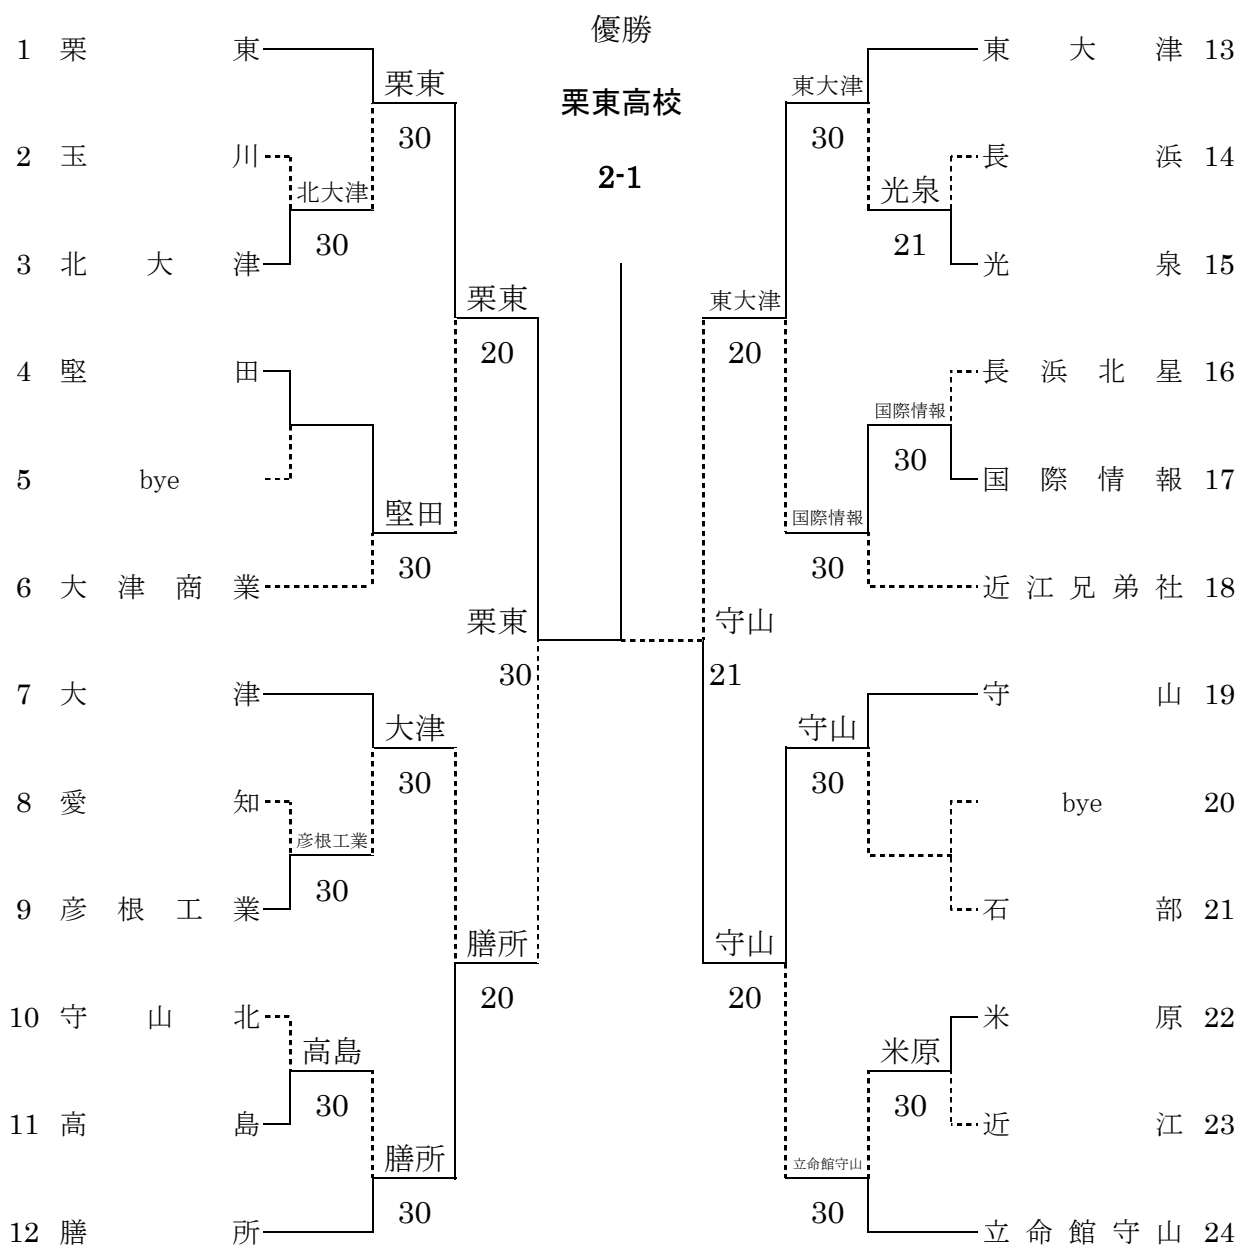 優勝
栗東高校
2-1
1 栗東
2 玉川
3 北大津
4 堅田
5 bye
6 大津商業
7 大津
8 愛知
9 彦根工業
10 守山北
11 高島
12 膳所
栗東
30
北大津
30
栗東
20
堅田
30
栗東
30
大津
30
彦根工業
30
膳所
20
高島
30
膳所
30
東大津
30
光泉
21
東大津
20
国際情報
30
国際情報
30
守山
21
守山
30
守山
20
米原
30
立命館守山
30
東大津 13
長浜 14
光泉 15
長浜北星 16
国際情報 17
近江兄弟社 18
守山 19
bye 20
石部 21
米原 22
近江 23
立命館守山 24